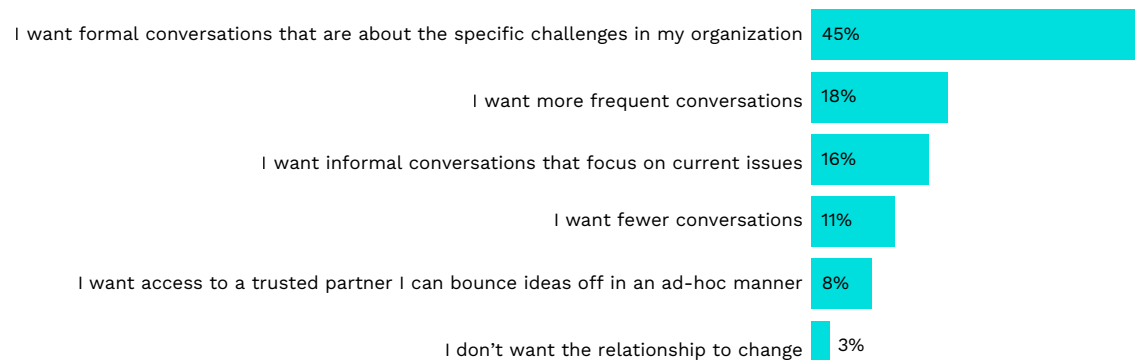 I want formal conversations that are about the specific challenges in my organization 45%
I want more frequent conversations 18%
I want informal conversations that focus on current issues 16%
I want fewer conversations 11%
I want access to a trusted partner I can bounce ideas off in an ad-hoc manner 8%
I don’t want the relationship to change 3%